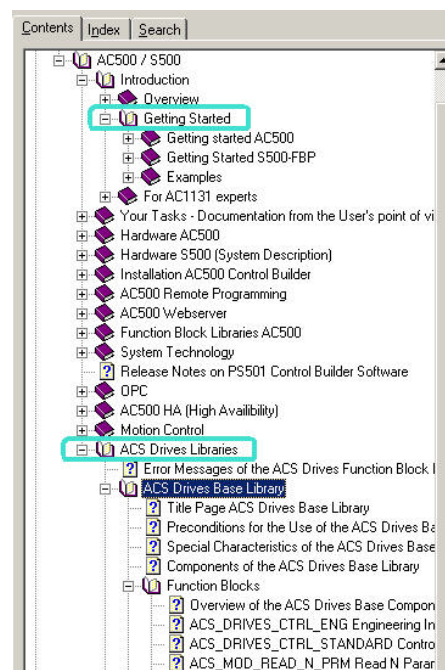 Contents Index Search
AC500 / S500
Introduction
Overview
Getting Started
Getting started AC500
Getting Started S500-FBP
Examples
For AC1131 experts
Your Tasks - Documentation from the User's point of vi
Hardware AC500
Hardware S500 (System Description)
Installation AC500 Control Builder
AC500 Remote Programming
AC500 Webserver
Function Block Libraries AC500
System Technology
Release Notes on PS501 Control Builder Software
OPC
AC500 HA (High Availibility)
Motion Control
ACS Drives Libraries
Error Messages of the ACS Drives Function Block l
ACS Drives Base Library
Title Page ACS Drives Base Library
Preconditions for the Use of the ACS Drives Ba
Special Characteristics of the ACS Drives Base
Components of the ACS Drives Base Library
Function Blocks
Overview of the ACS Drives Base Compon
ACS_DRIVES_CTRL_ENG Engineering In
ACS_DRIVES_CTRL_STANDARD Contro
ACS_MOD_READ_N_PRM Read N Para